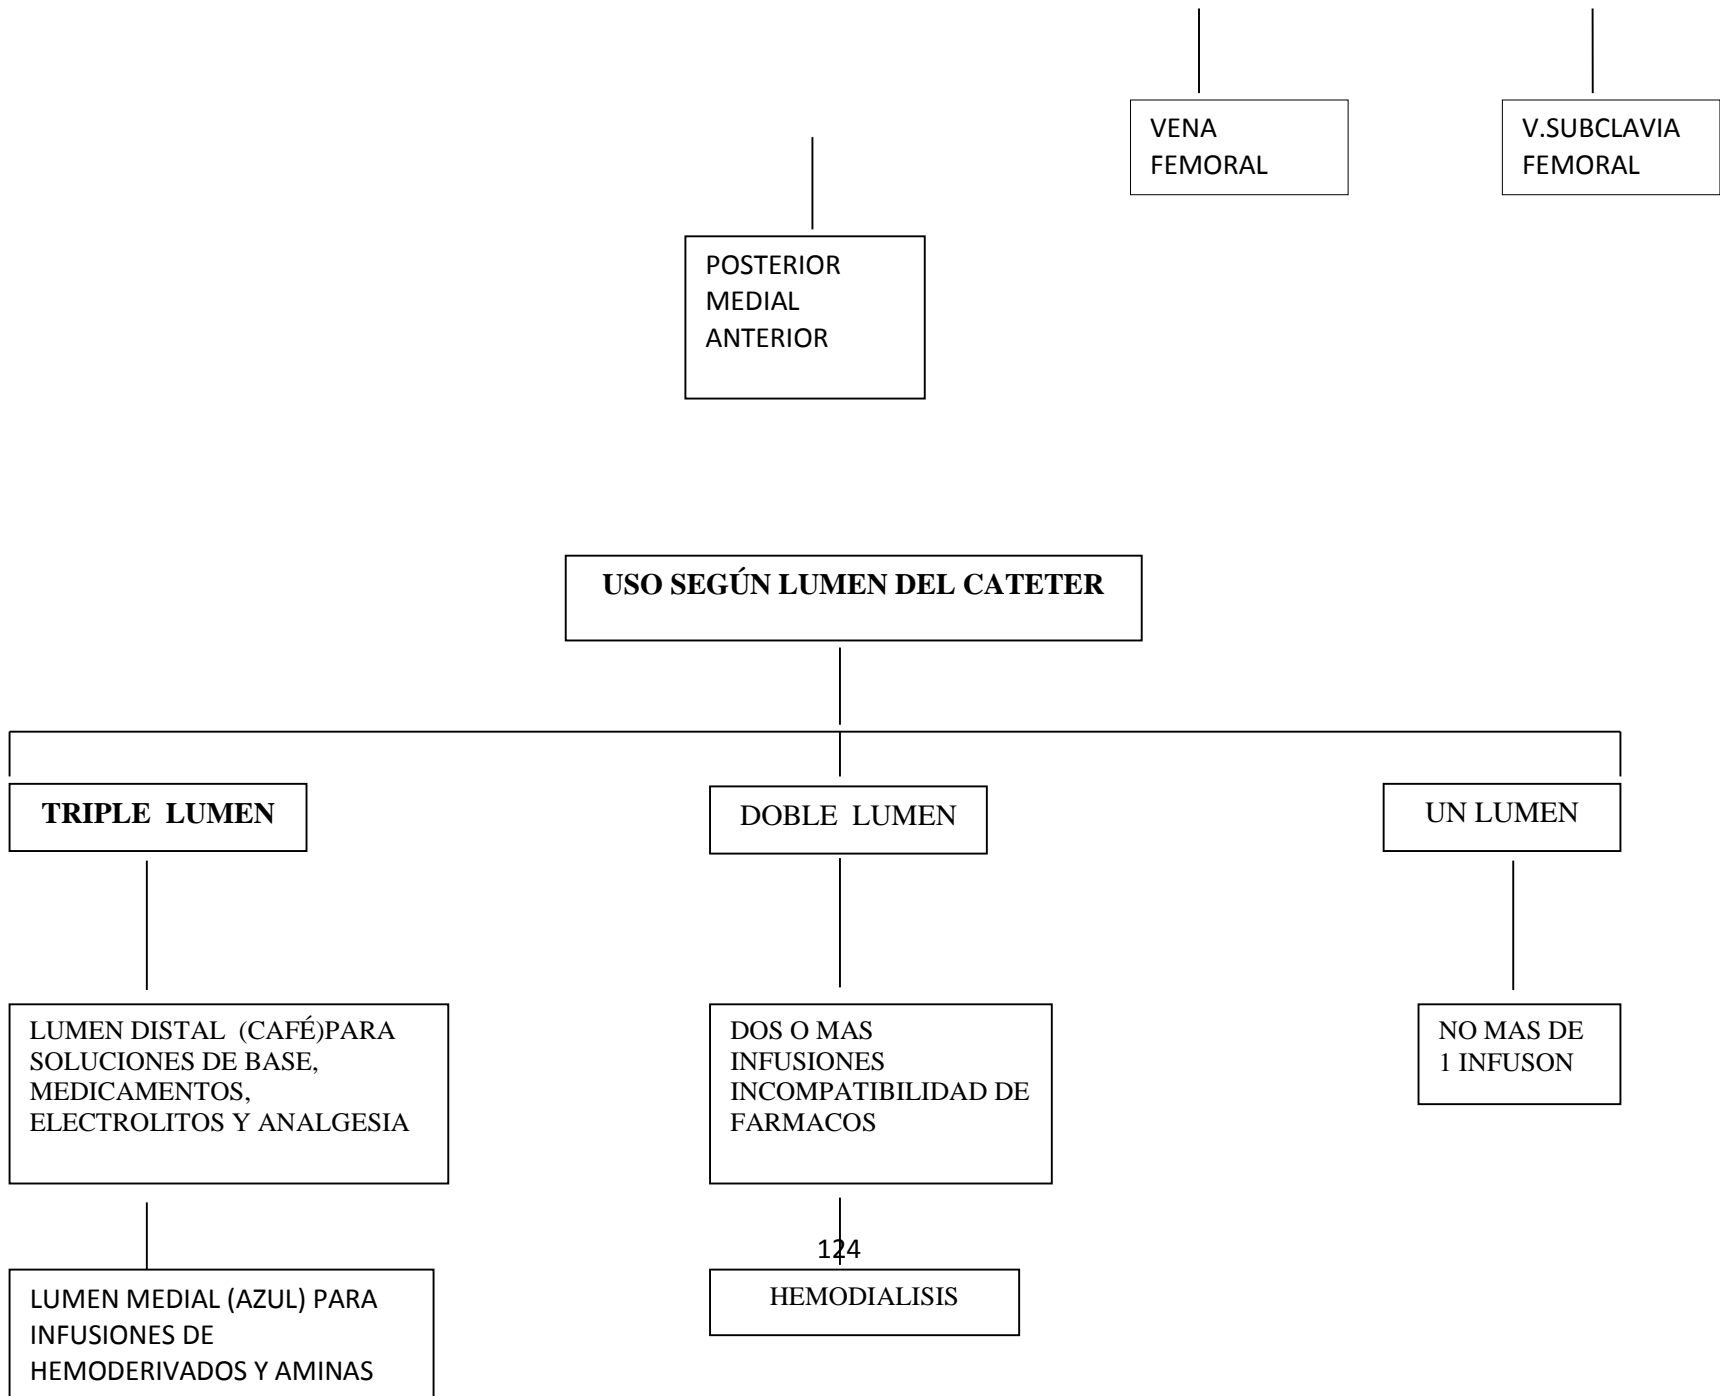 VENA
FEMORAL
V.SUBCLAVIA
FEMORAL
POSTERIOR
MEDIAL
ANTERIOR
USO SEGÚN LUMEN DEL CATETER
TRIPLE LUMEN
DOBLE LUMEN
UN LUMEN
LUMEN DISTAL (CAFÉ)PARA
SOLUCIONES DE BASE,
MEDICAMENTOS,
ELECTROLITOS Y ANALGESIA
DOS O MAS
INFUSIONES
INCOMPATIBILIDAD DE
FARMACOS
NO MAS DE
1 INFUSON
124
LUMEN MEDIAL (AZUL) PARA
INFUSIONES DE
HEMODERIVADOS Y AMINAS
HEMODIALISIS